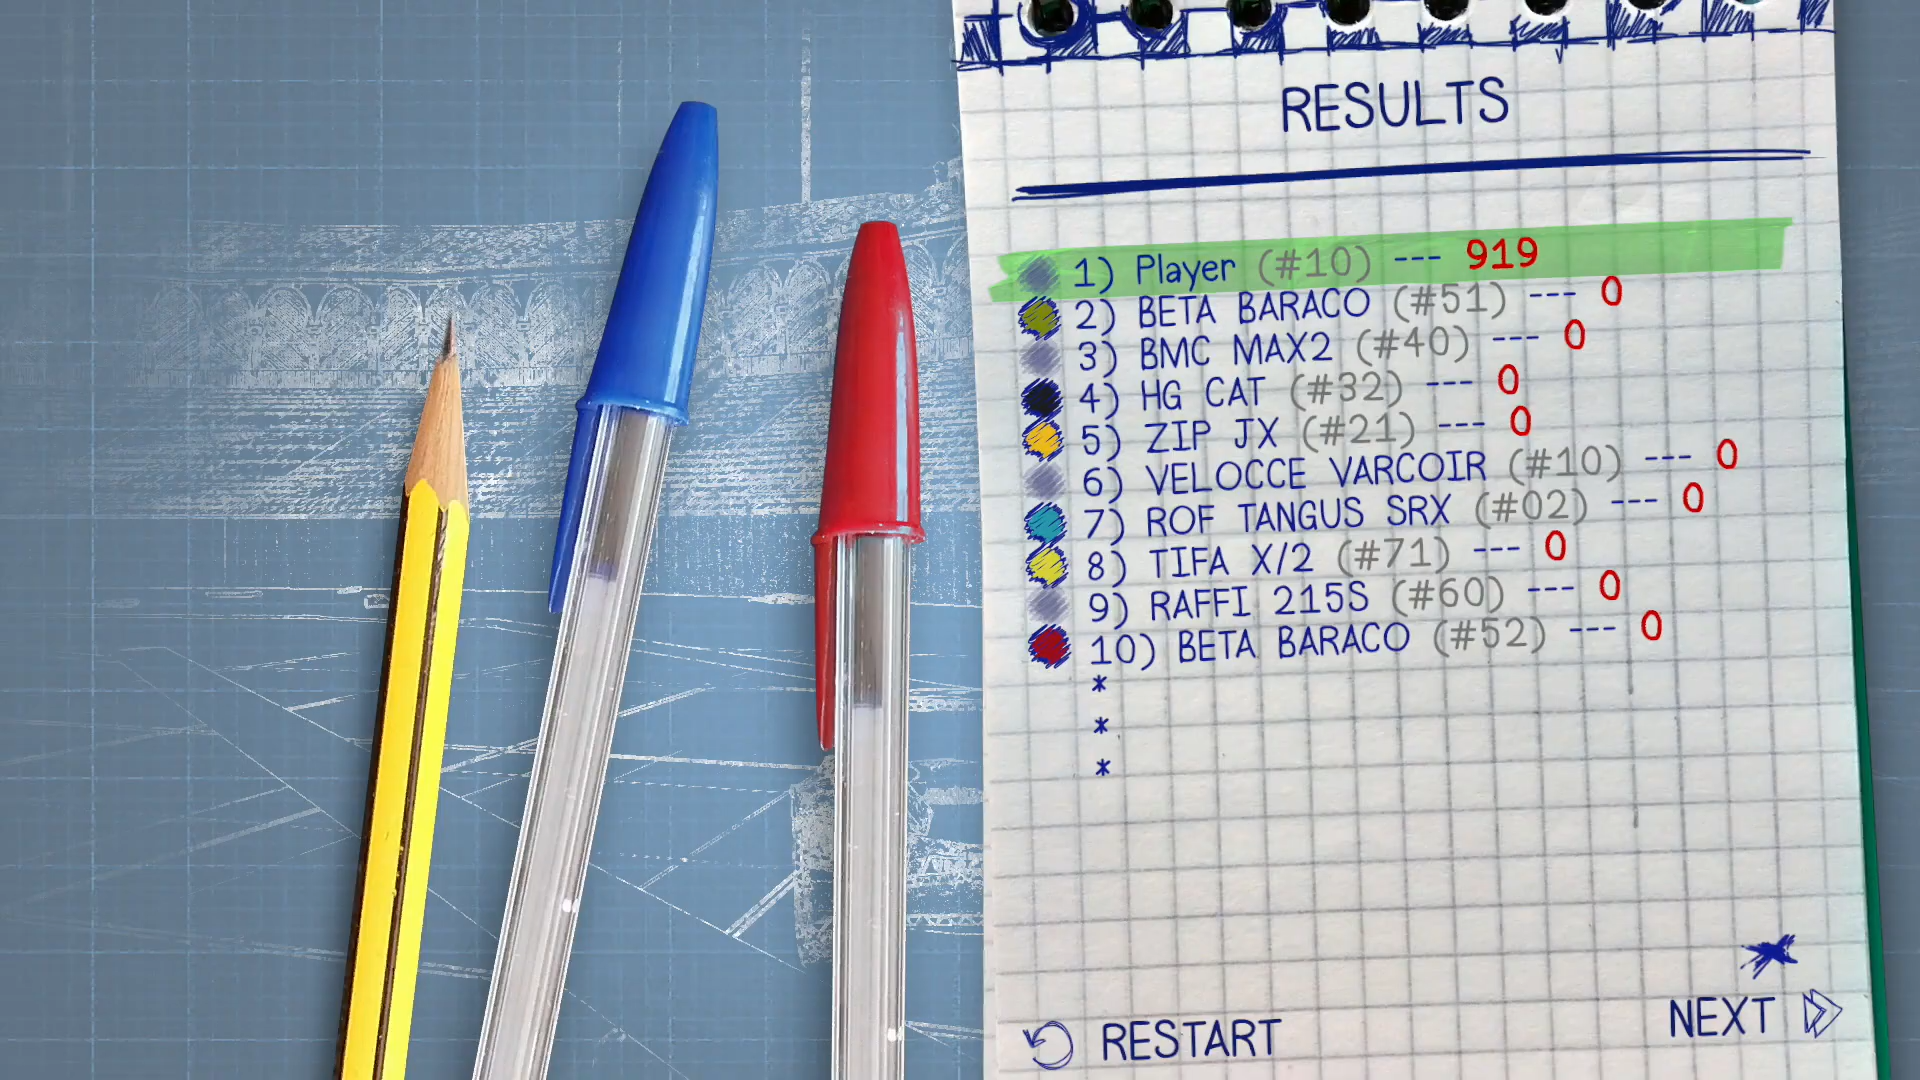 RESULTS
1) Player (#10) --- 919
2) BETA BARACO (#51) --- 0
3) BMC MAX2 (#40) --- 0
4) HG CAT (#32) --- 0
5) ZIP JX (#21) --- 0
6) VELOCCE VARCOIR (#10) --- 0
7) ROF TANGUS SRX (#02) --- 0
8) TIFA X/2 (#71) --- 0
9) RAFFI 215S (#60) --- 0
10) BETA BARACO (#52) --- 0
*
*
*
RESTART
NEXT